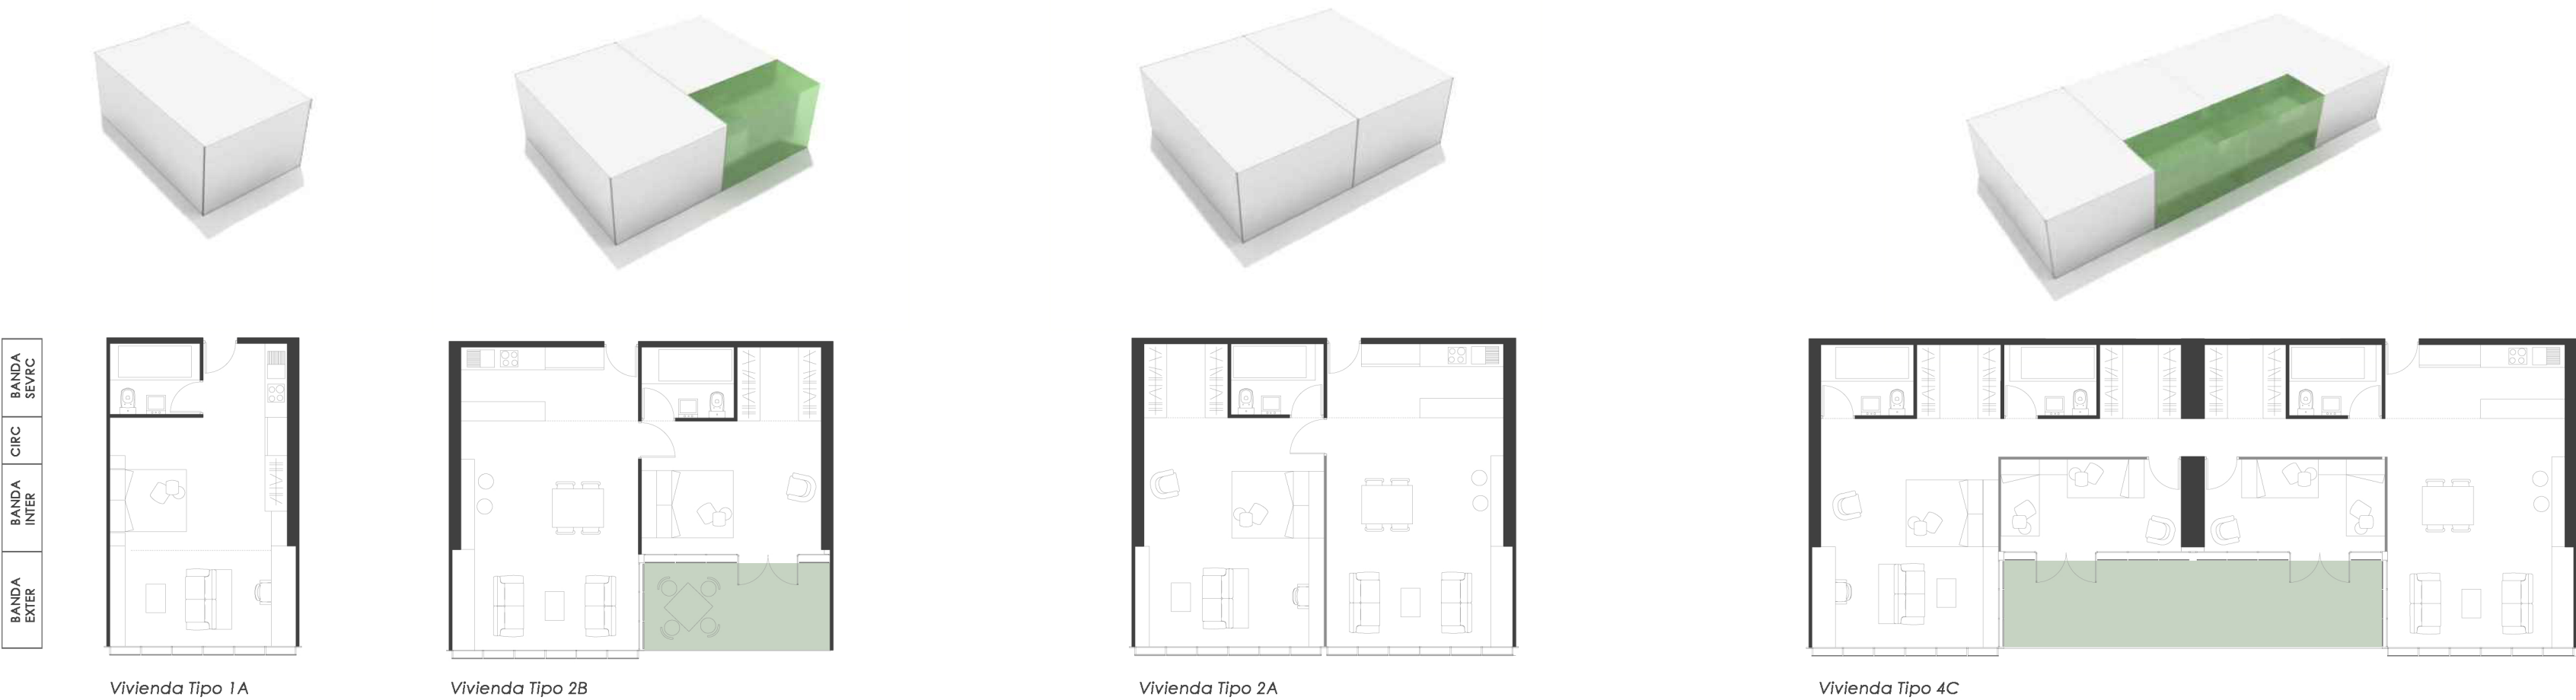 BANDA
SEVRC
CIRC
BANDA
INTER
BANDA
EXTER
Vivienda Tipo 1A
Vivienda Tipo 2B
Vivienda Tipo 2A
Vivienda Tipo 4C